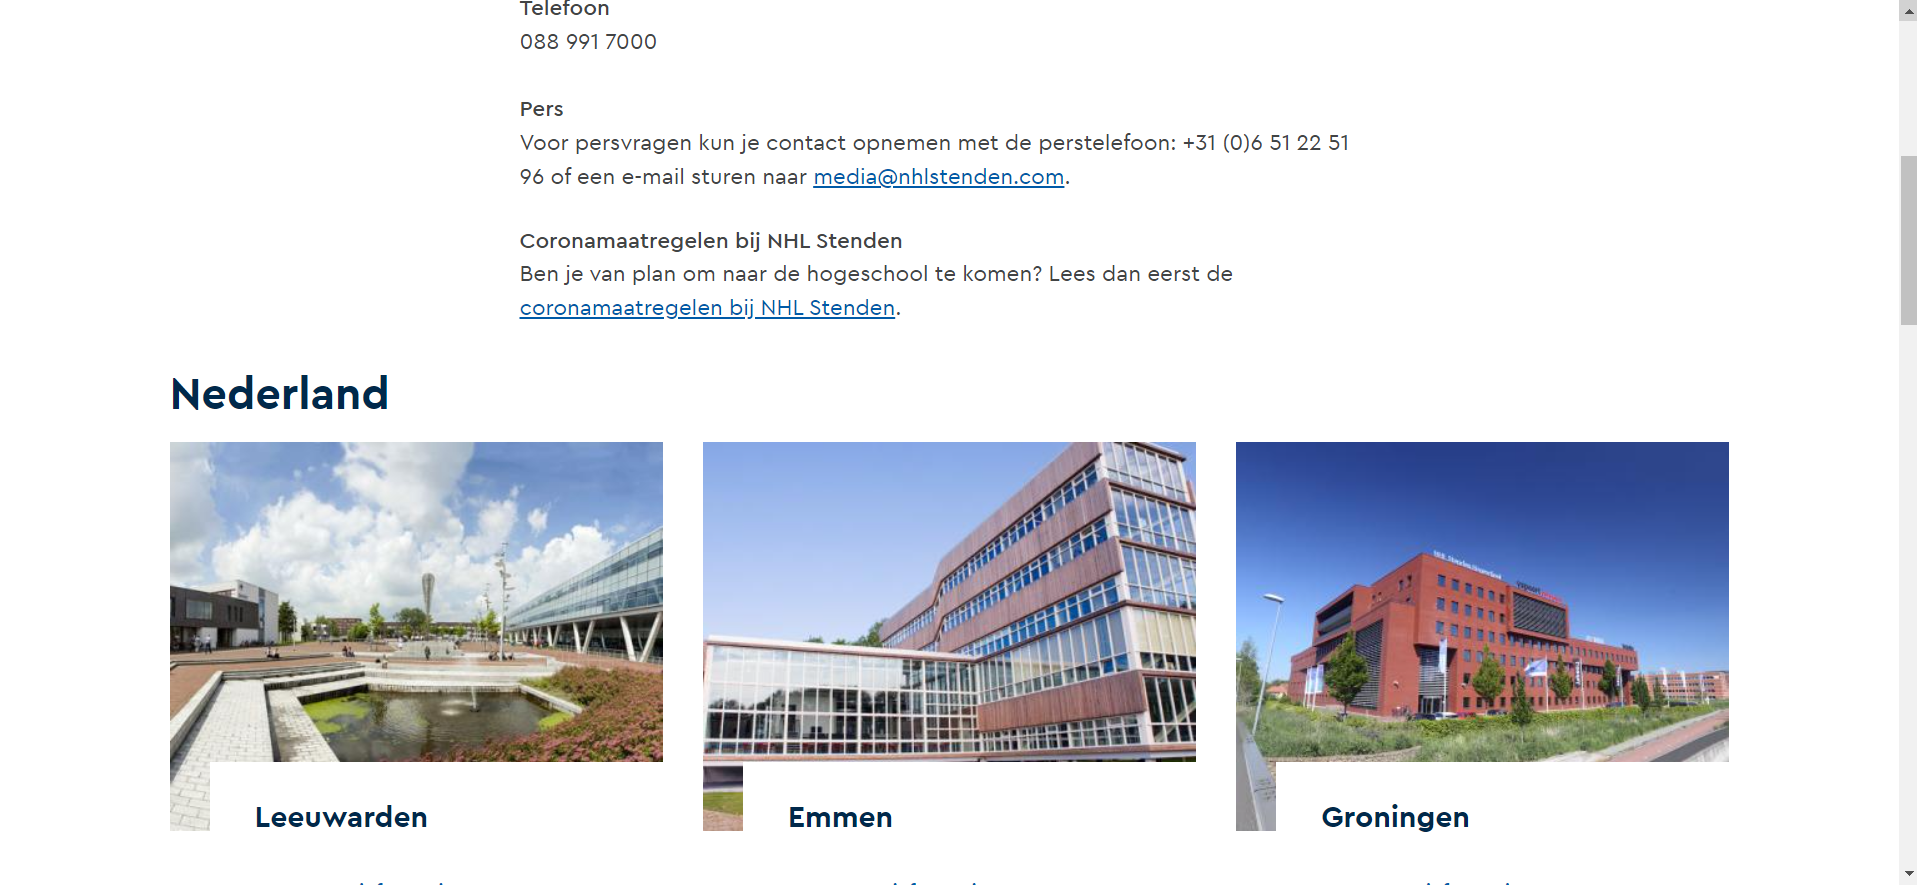 Telefoon
088 991 7000
Pers
Voor persvragen kun je contact opnemen met de perstelefoon: +31 (0)6 51 22 51
96 of een e-mail sturen naar media@nhlstenden.com.
Coronamaatregelen bij NHL Stenden
Ben je van plan om naar de hogeschool te komen? Lees dan eerst de
coronamaatregelen bij NHL Stenden.
Nederland
Leeuwarden
Emmen
Groningen